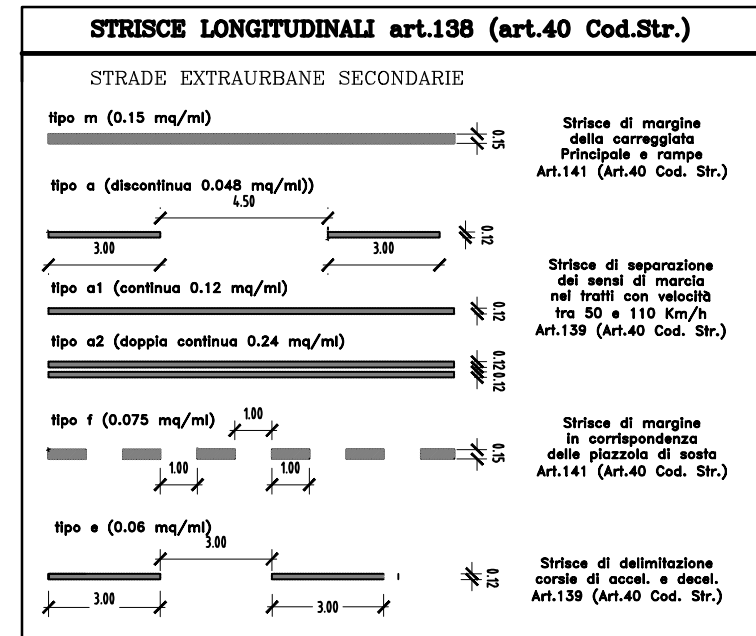 STRISCE LONGITUDINALI art.138 (art.40 Cod.Str.)
STRADE EXTRAURBANE SECONDARIE
tipo m (0.15 mq/ml)
0.15
Strisce di margine
della carreggiata
Principale e rampe
Art.141 (Art.40 Cod. Str.)
tipo a (discontinua 0.048 mq/ml))
4.50
3.00
3.00
0.12
tipo a1 (continua 0.12 mq/ml)
0.12
tipo a2 (doppia continua 0.24 mq/ml)
0.12
0.12
0.12
Strisce di separazione
dei sensi di marcia
nei tratti con velocità
tra 50 e 110 Km/h
Art.139 (Art.40 Cod. Str.)
tipo f (0.075 mq/ml)
1.00
1.00
1.00
0.15
Strisce di margine
in corrispondenza
delle piazzola di sosta
Art.141 (Art.40 Cod. Str.)
tipo e (0.06 mq/ml)
3.00
3.00
3.00
0.12
Strisce di delimitazione
corsie di accel. e decel.
Art.139 (Art.40 Cod. Str.)